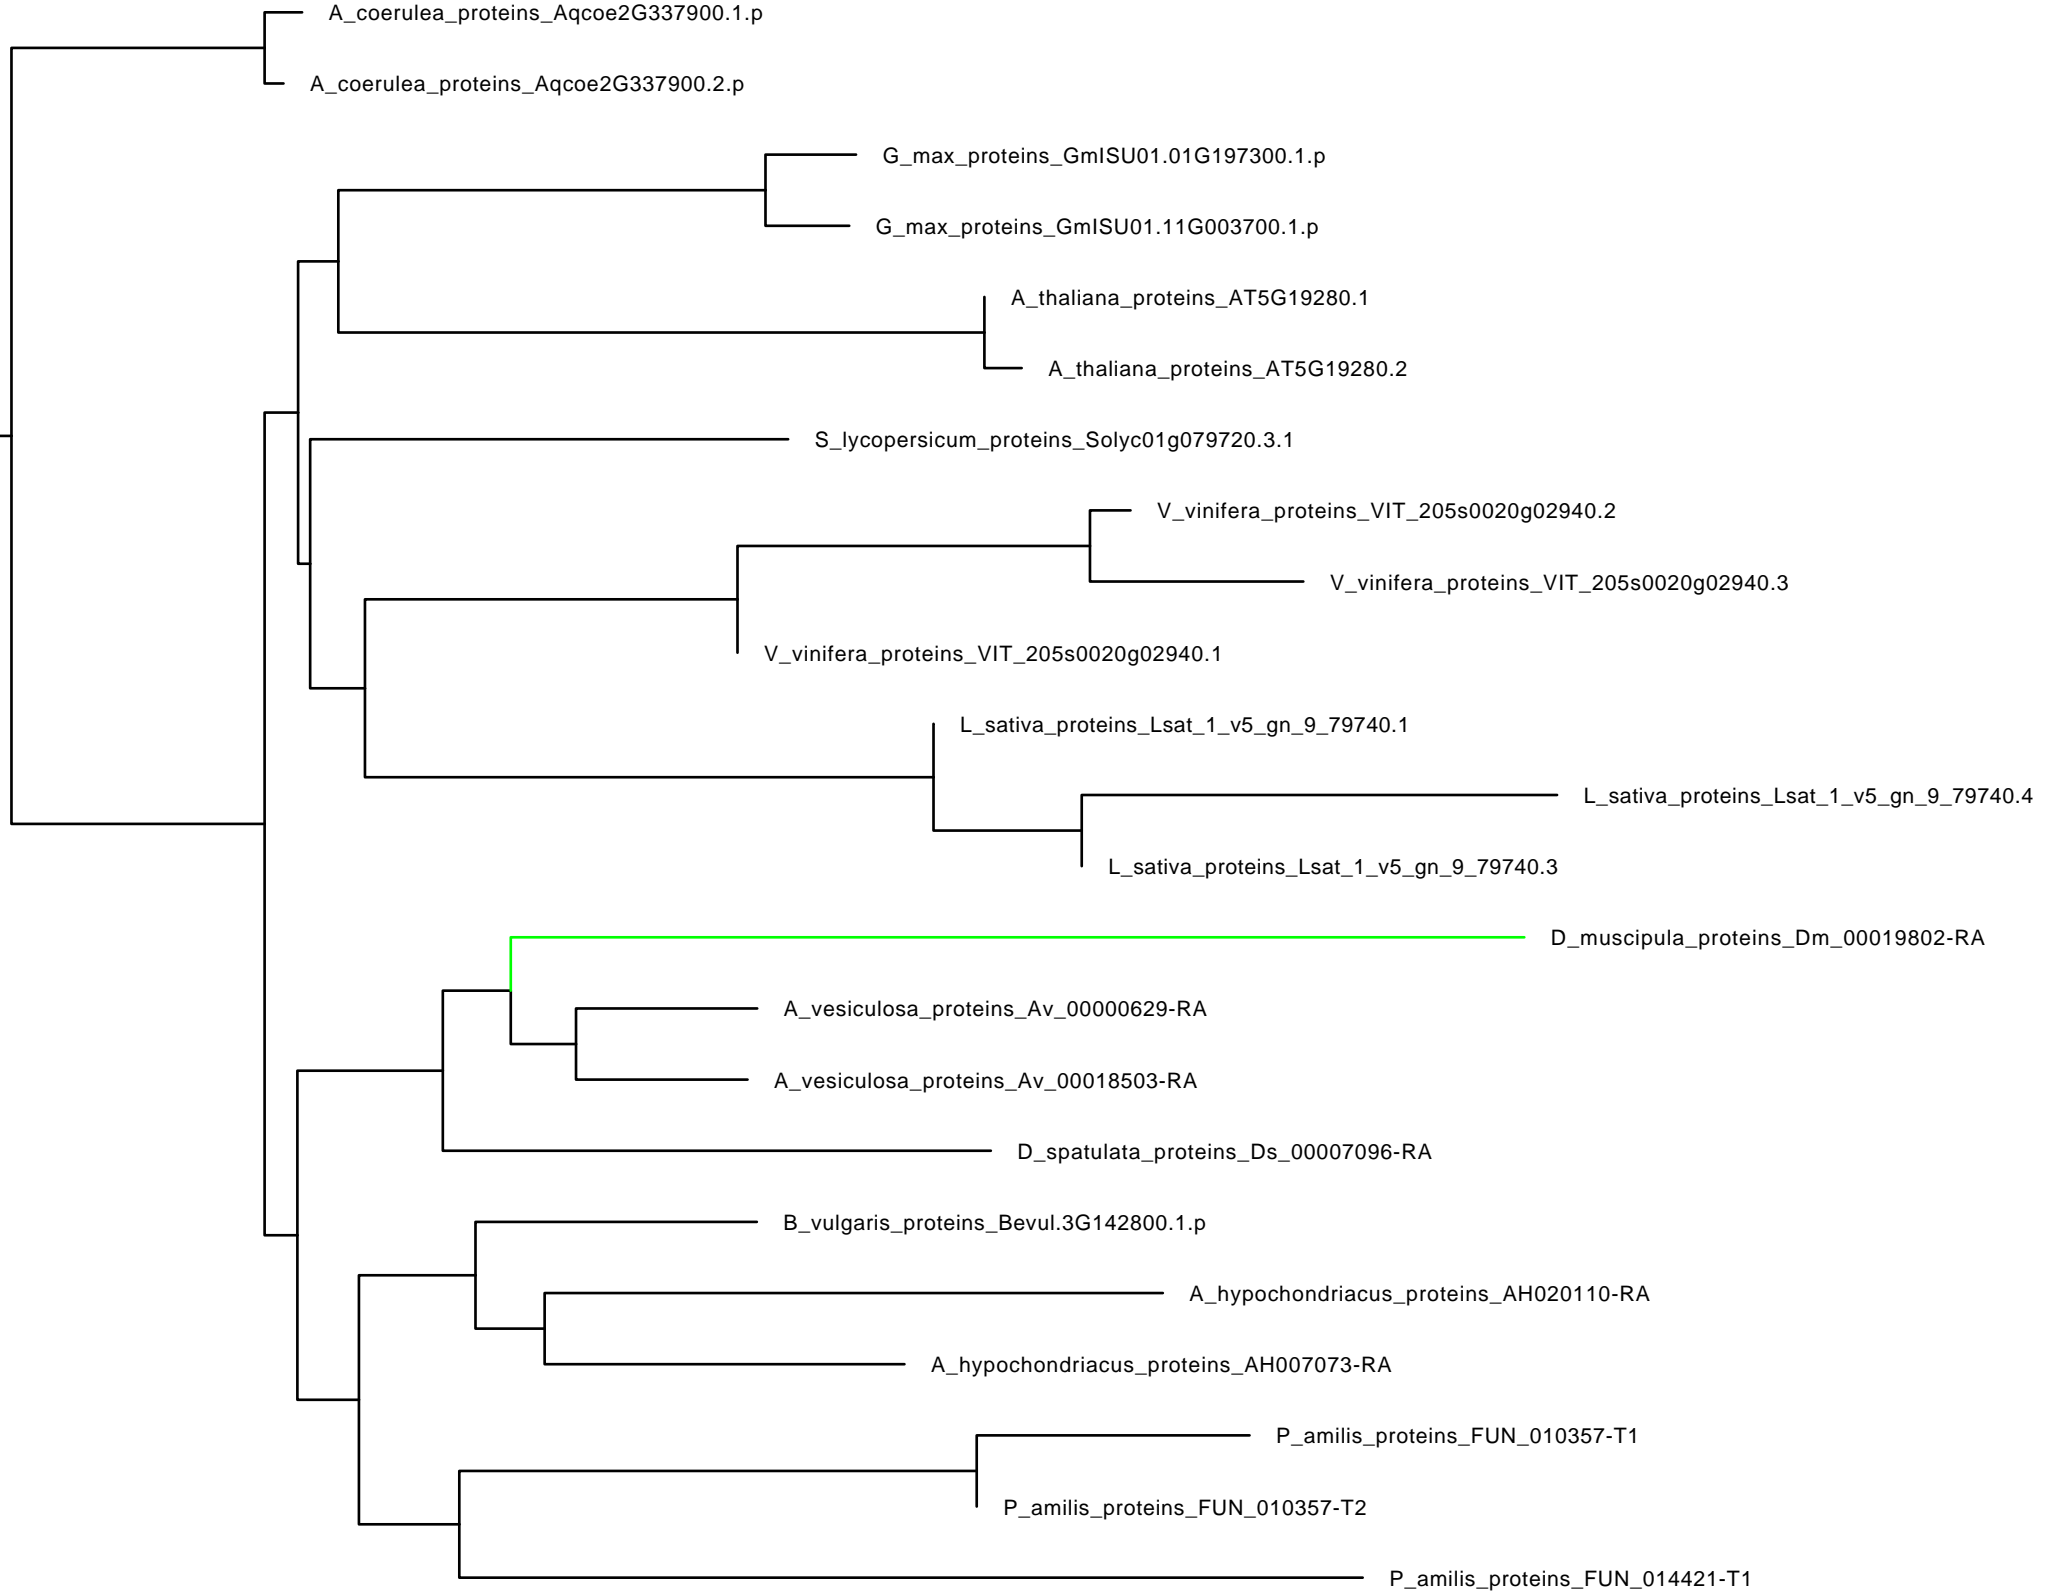 A_coerulea_proteins_Aqcoe2G337900.1.p
A_coerulea_proteins_Aqcoe2G337900.2.p
G_max_proteins_GmISU01.01G197300.1.p
G_max_proteins_GmISU01.11G003700.1.p
A_thaliana_proteins_AT5G19280.1
A_thaliana_proteins_AT5G19280.2
S_lycopersicum_proteins_Solyc01g079720.3.1
V_vinifera_proteins_VIT_205s0020g02940.2
V_vinifera_proteins_VIT_205s0020g02940.3
V_vinifera_proteins_VIT_205s0020g02940.1
L_sativa_proteins_Lsat_1_v5_gn_9_79740.1
L_sativa_proteins_Lsat_1_v5_gn_9_79740.4
L_sativa_proteins_Lsat_1_v5_gn_9_79740.3
D_muscipula_proteins_Dm_00019802-RA
A_vesiculosa_proteins_Av_00000629-RA
A_vesiculosa_proteins_Av_00018503-RA
D_spatulata_proteins_Ds_00007096-RA
B_vulgaris_proteins_Bevul.3G142800.1.p
A_hypochondriacus_proteins_AH020110-RA
A_hypochondriacus_proteins_AH007073-RA
P_amilis_proteins_FUN_010357-T1
P_amilis_proteins_FUN_010357-T2
P_amilis_proteins_FUN_014421-T1